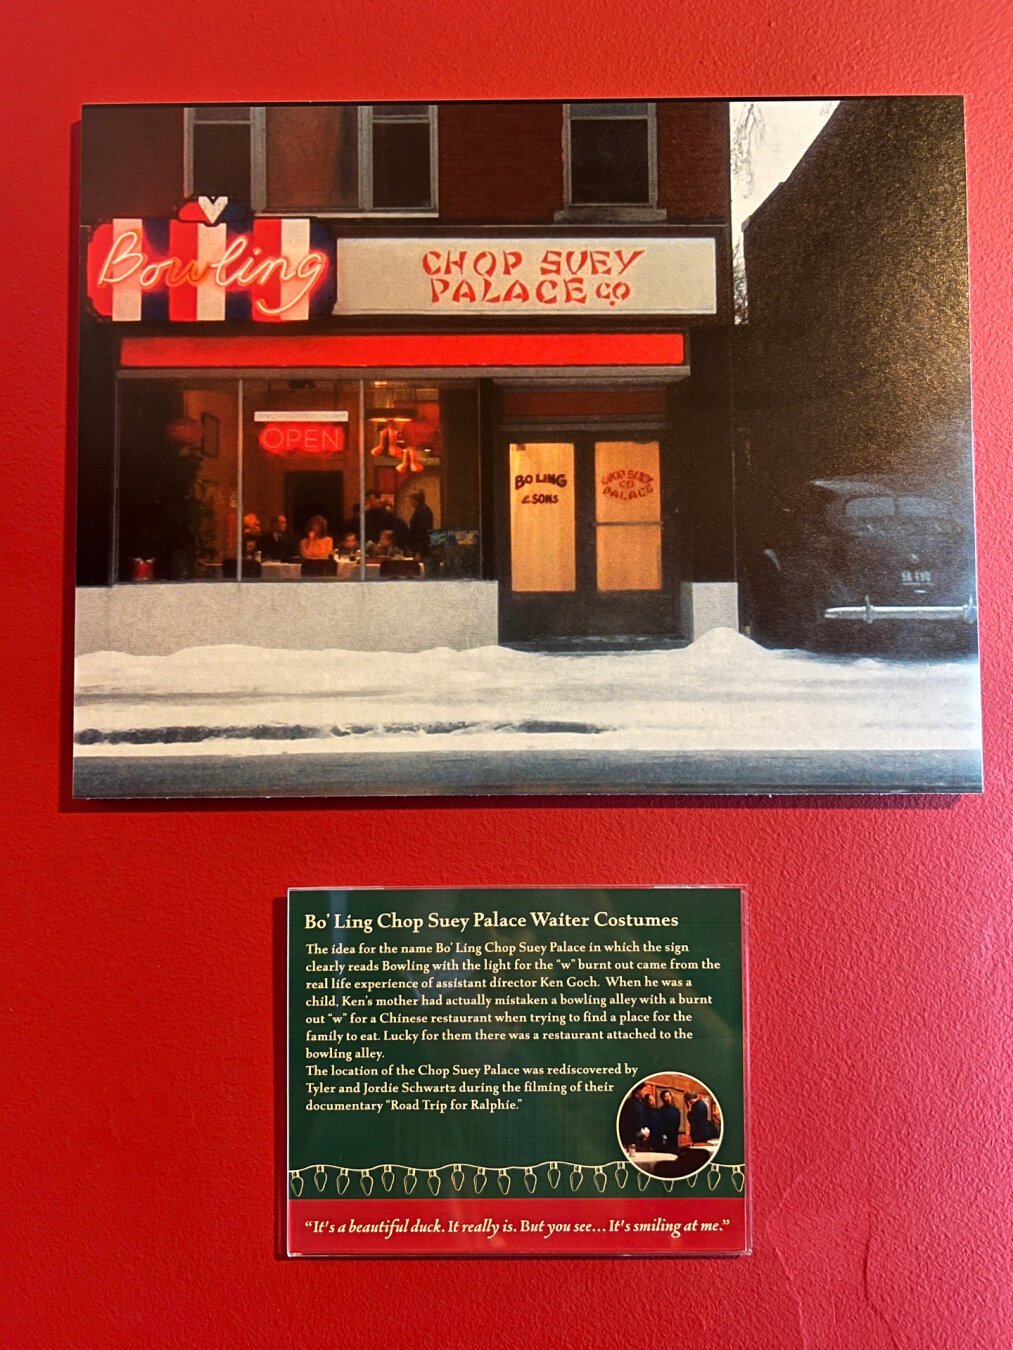 Bowling
CHOP SUEY
PALACE CO
OPEN
BO LING
& SONS
CHOP SUEY
CO
PALACE
Bo' Ling Chop Suey Palace Waiter Costumes
The idea for the name Bo' Ling Chop Suey Palace in which the sign
clearly reads Bowling with the light for the "w" burnt out came from the
real life experience of assistant director Ken Goch. When he was a
child, Ken's mother had actually mistaken a bowling alley with a burnt
out "w" for a Chinese restaurant when trying to find a place for the
family to eat. Lucky for them there was a restaurant attached to the
bowling alley.
The location of the Chop Suey Palace was rediscovered by
Tyler and Jordie Schwartz during the filming of their
documentary "Road Trip for Ralphie."
"It's a beautiful duck. It really is. But you see... It's smiling at me."